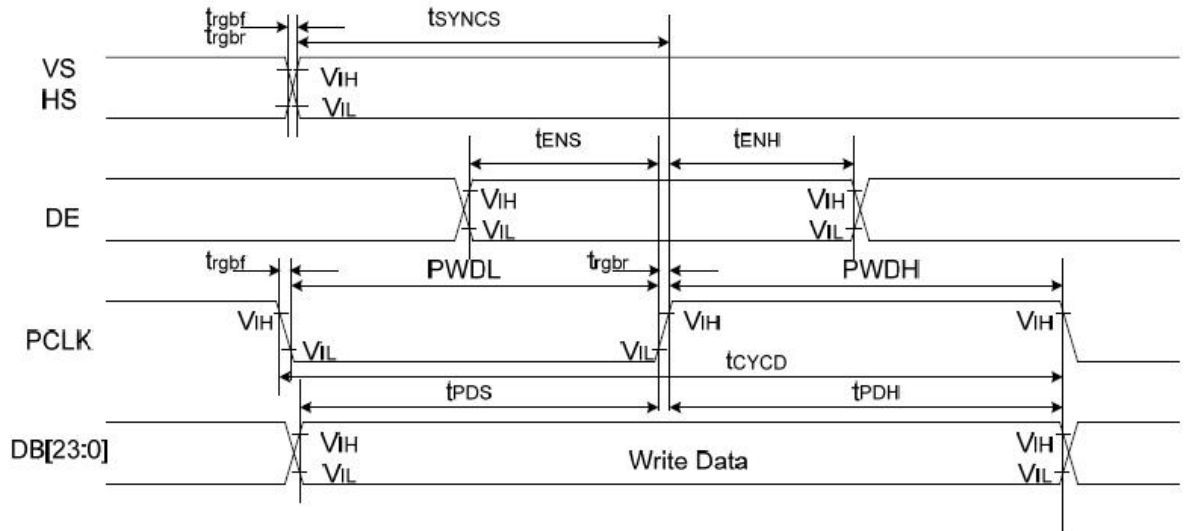 trgbf
trgbr
tSYNCS
VS
HS
VIH
VIL
tENS
tENH
DE
VIH
VIL
VIH
VIL
trgbf
PWDL
trgbr
PWDH
PCLK
VIH
VIL
VIL
VIH
VIH
tCYCD
tPDS
tPDH
DB[23:0]
VIH
VIL
Write Data
VIH
VIL